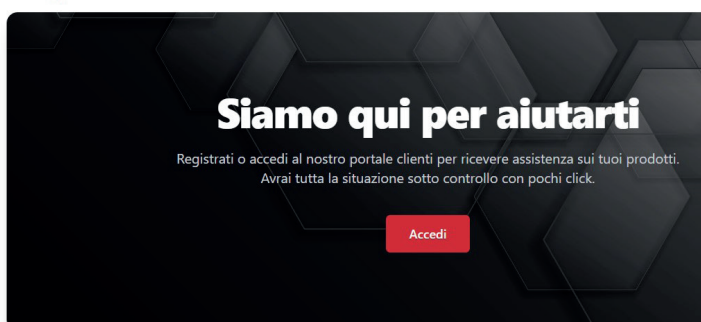 Siamo qui per aiutarti
Registrati o accedi al nostro portale clienti per ricevere assistenza sui tuoi prodotti.
Avrai tutta la situazione sotto controllo con pochi click.
Accedi